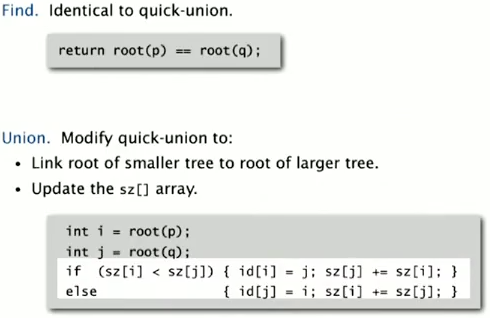 Find. Identical to quick-union.
return root(p) == root(q);
Union. Modify quick-union to:
• Link root of smaller tree to root of larger tree.
• Update the sz[] array.
int i = root(p);
int j = root(q);
if (sz[i] < sz[j]) { id[i] = j; sz[j] += sz[i]; }
else { id[j] = i; sz[i] += sz[j]; }